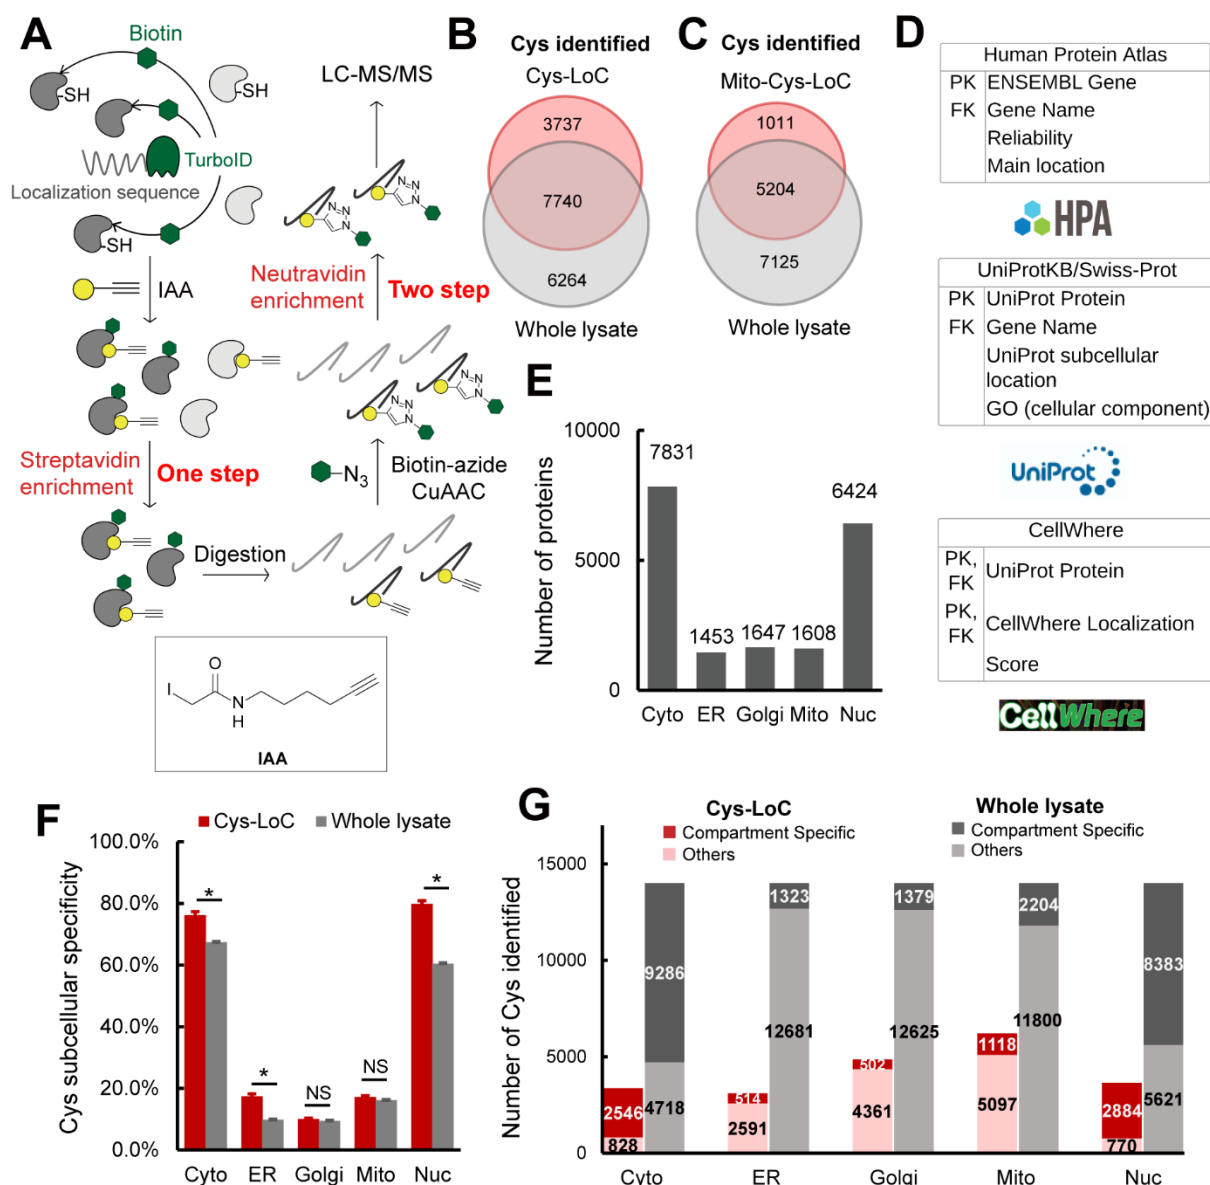 A
Biotin
-SH
SH
TurboID
Localization sequence
-SH
IAA
Streptavidin
enrichment
One step
Digestion
LC-MS/MS
N=N
N
N=N
N
Neutravidin
enrichment
Two step
N=N
N
N=N
N
N3
Biotin-azide
CuAAC
I
O
N
H
IAA
B
Cys identified
Cys-LoC
3737
7740
6264
Whole lysate
C
Cys identified
Mito-Cys-LoC
1011
5204
7125
Whole lysate
D
Human Protein Atlas
PK ENSEMBL Gene
FK Gene Name
Reliability
Main location
HPA
UniProtKB/Swiss-Prot
PK UniProt Protein
FK Gene Name
UniProt subcellular
location
GO (cellular component)
UniProt
CellWhere
PK,
FK UniProt Protein
PK,
FK CellWhere Localization
Score
CellWhere
E
Number of proteins
10000
5000
0
7831
1453
1647
1608
6424
Cyto ER Golgi Mito Nuc
F
Cys-LoC Whole lysate
Cys subcellular specificity
100.0%
80.0%
60.0%
40.0%
20.0%
0.0%
*
*
NS
NS
*
Cyto ER Golgi Mito Nuc
G
Cys-LoC
Compartment Specific
Others
Whole lysate
Compartment Specific
Others
Number of Cys identified
15000
10000
5000
0
2546
828
9286
4718
514
2591
1323
12681
502
4361
1379
12625
1118
5097
2204
11800
2884
770
8383
5621
Cyto ER Golgi Mito Nuc